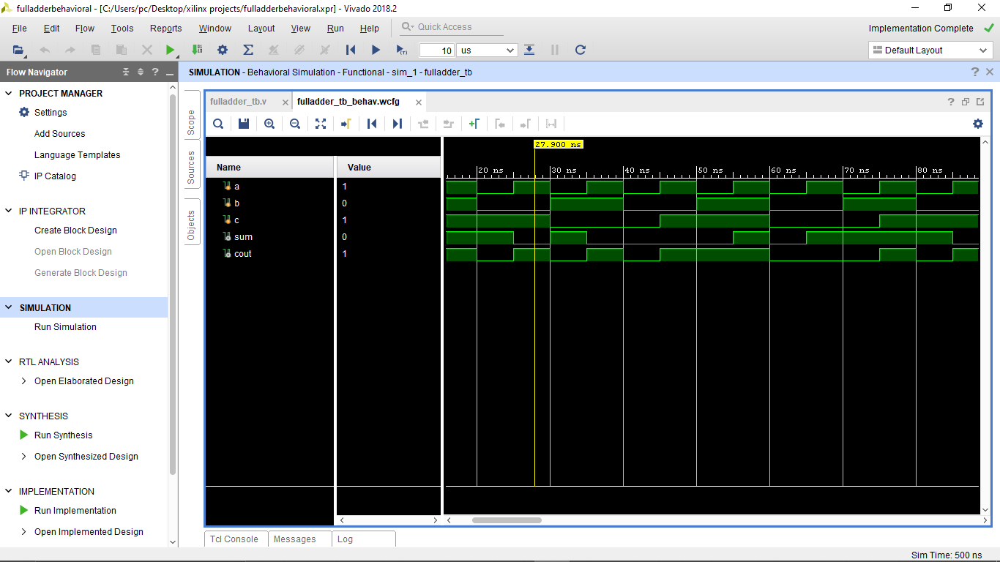 fulladderbehavioral - [C:/Users/pc/Desktop/xilinx projects/fulladderbehavioral.xpr] - Vivado 2018.2
File Edit Flow Tools Reports Window Layout View Run Help Quick Access Implementation Complete
10 us Default Layout
Flow Navigator
SIMULATION - Behavioral Simulation - Functional - sim_1 - fulladder_tb
PROJECT MANAGER
Settings
Add Sources
Language Templates
IP Catalog
IP INTEGRATOR
Create Block Design
Open Block Design
Generate Block Design
SIMULATION
Run Simulation
RTL ANALYSIS
Open Elaborated Design
SYNTHESIS
Run Synthesis
Open Synthesized Design
IMPLEMENTATION
Run Implementation
Open Implemented Design
Scope
Sources
Objects
fulladder_tb.v fulladder_tb_behav.wcfg
27.900 ns
Name Value
20 ns 30 ns 40 ns 50 ns 60 ns 70 ns 80 ns
a 1
b 0
c 1
sum 0
cout 1
Tcl Console Messages Log
Sim Time: 500 ns